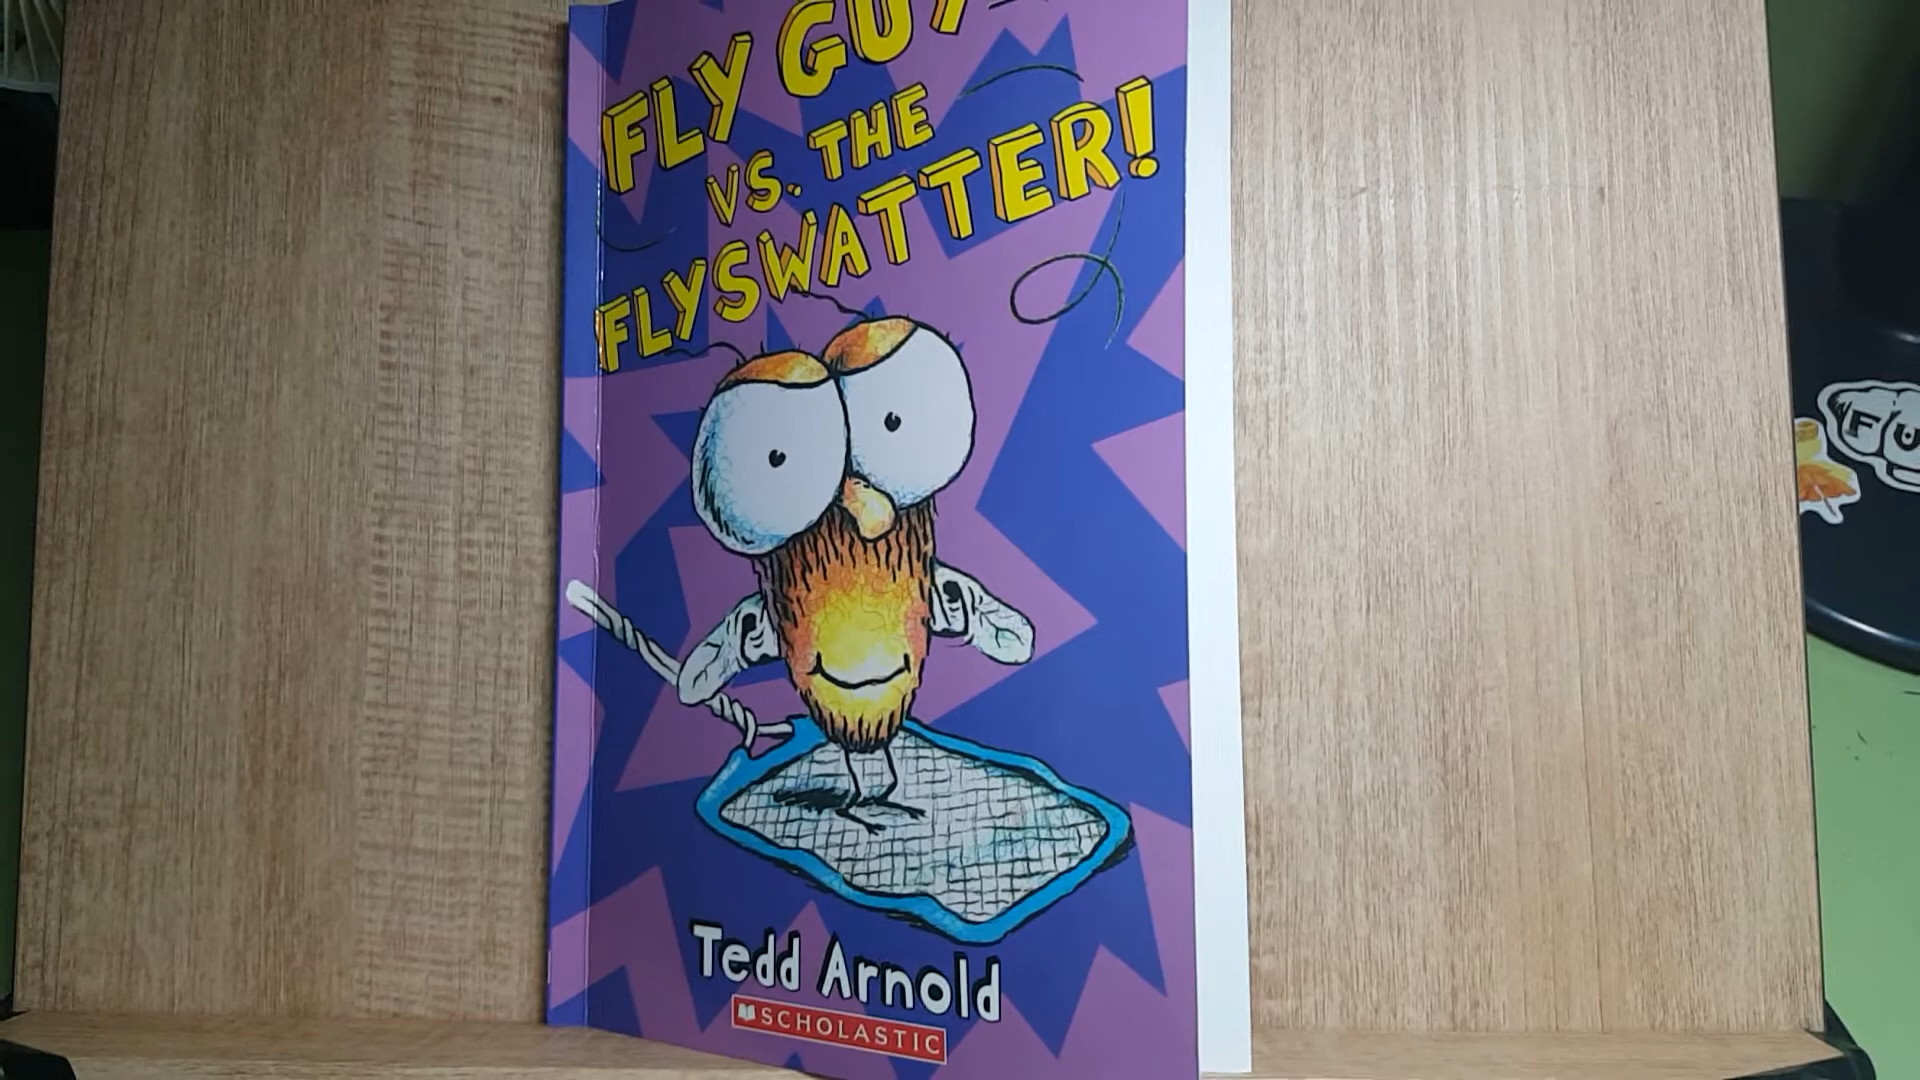 FLY GUY
VS. THE
FLYSWATTER!
Tedd Arnold
SCHOLASTIC